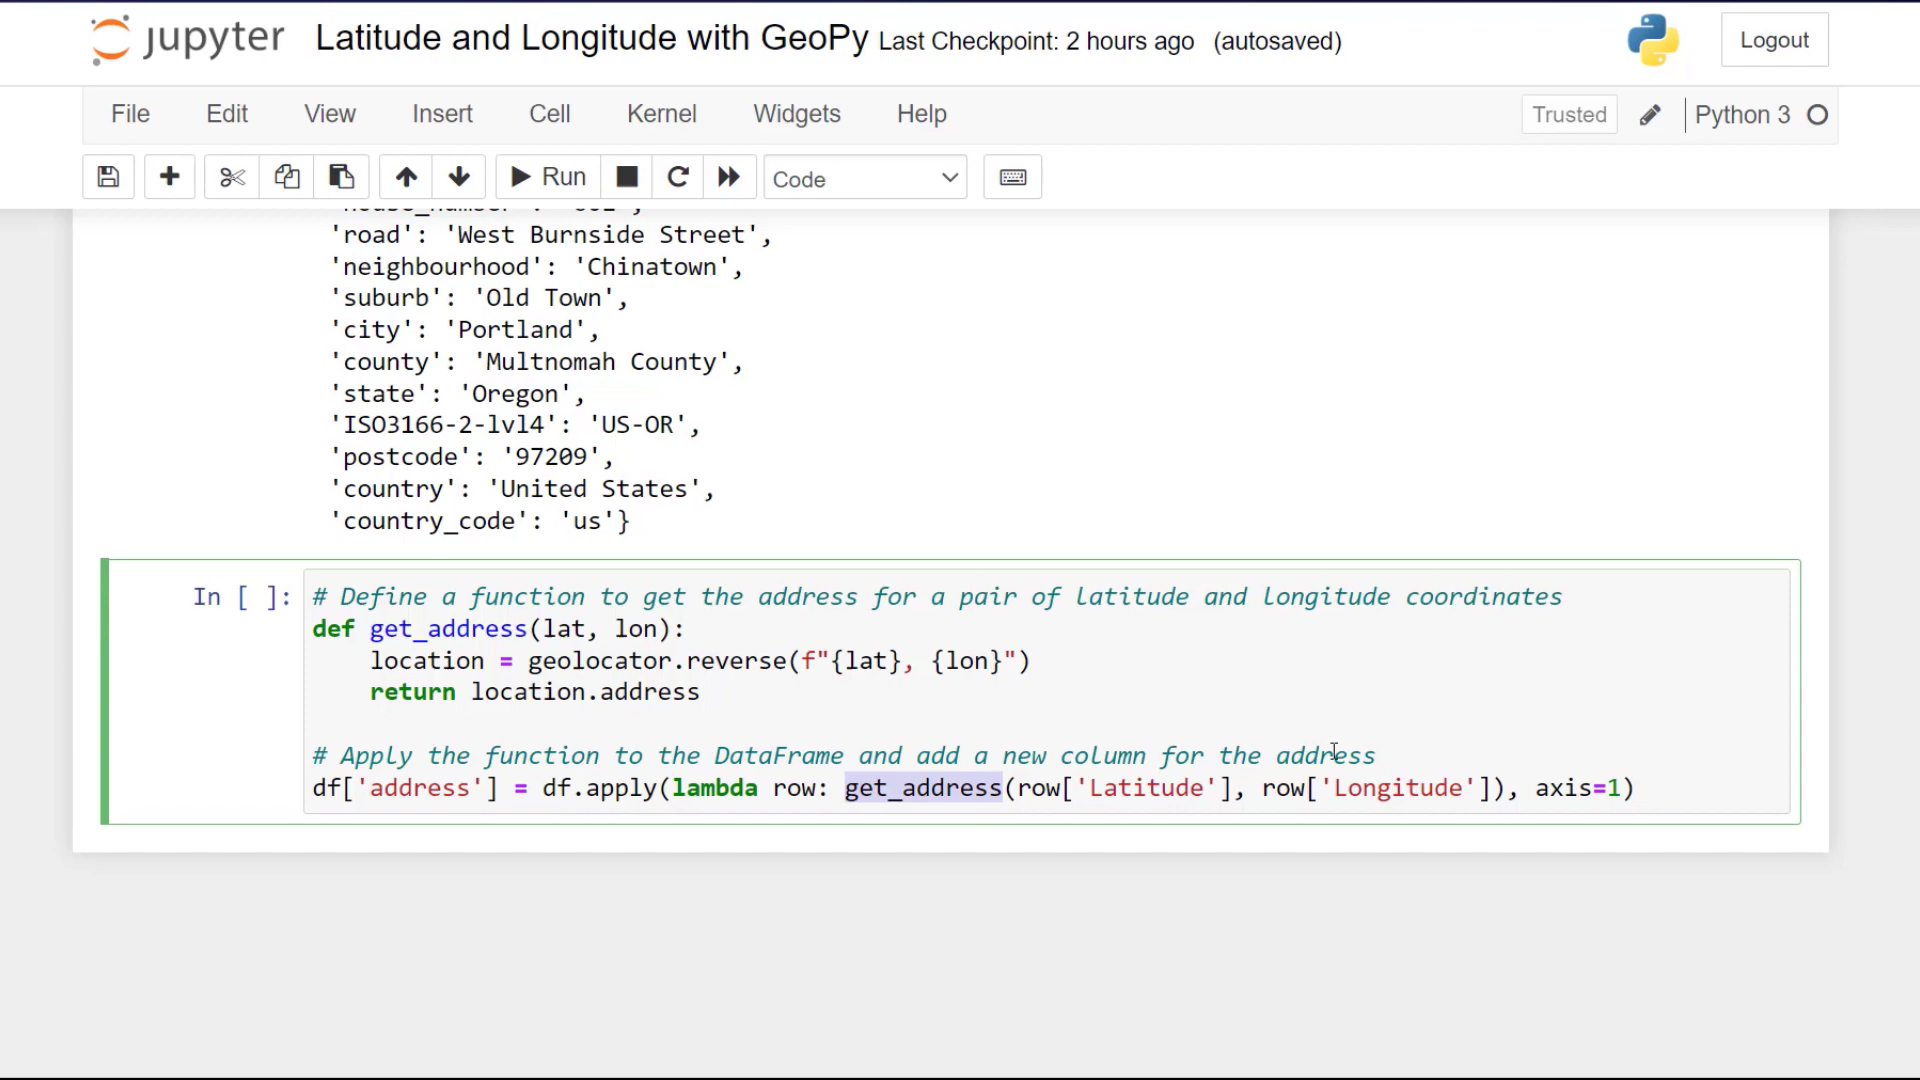 jupyter Latitude and Longitude with GeoPy Last Checkpoint: 2 hours ago (autosaved) Logout
File Edit View Insert Cell Kernel Widgets Help Trusted Python 3
Run Code
'road': 'West Burnside Street',
'neighbourhood': 'Chinatown',
'suburb': 'Old Town',
'city': 'Portland',
'county': 'Multnomah County',
'state': 'Oregon',
'ISO3166-2-lvl4': 'US-OR',
'postcode': '97209',
'country': 'United States',
'country_code': 'us'}
In [ ]: # Define a function to get the address for a pair of latitude and longitude coordinates
def get_address(lat, lon):
    location = geolocator.reverse(f"{lat}, {lon}")
    return location.address
# Apply the function to the DataFrame and add a new column for the address
df['address'] = df.apply(lambda row: get_address(row['Latitude'], row['Longitude']), axis=1)